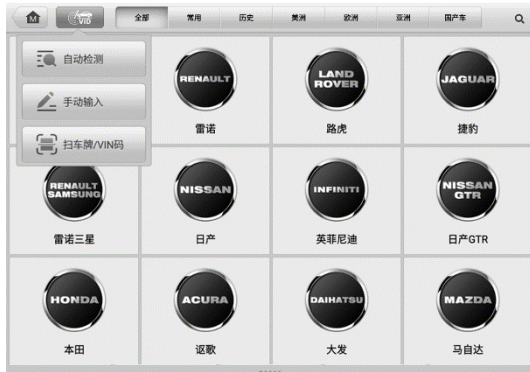 M VID 全部 常用 历史 美洲 欧洲 亚洲 国产车
自动检测
手动输入
扫车牌/VIN码
RENAULT LAND ROVER JAGUAR
雷诺 路虎 捷豹
RENAULT SAMSUNG NISSAN INFINITI NISSAN GTR
雷诺三星 日产 英菲尼迪 日产GTR
HONDA ACURA DAIHATSU MAZDA
本田 讴歌 大发 马自达